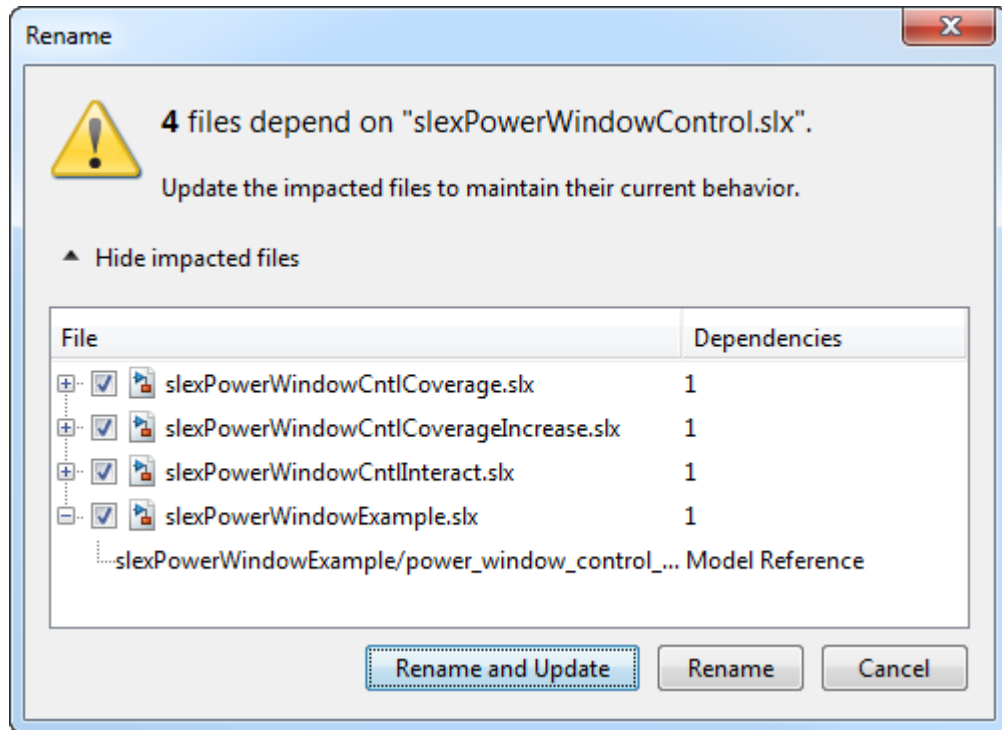 Rename
4 files depend on "slexPowerWindowControl.slx".
Update the impacted files to maintain their current behavior.
Hide impacted files
File Dependencies
slexPowerWindowCntlCoverage.slx 1
slexPowerWindowCntlCoverageIncrease.slx 1
slexPowerWindowCntlInteract.slx 1
slexPowerWindowExample.slx 1
slexPowerWindowExample/power_window_control_... Model Reference
Rename and Update Rename Cancel